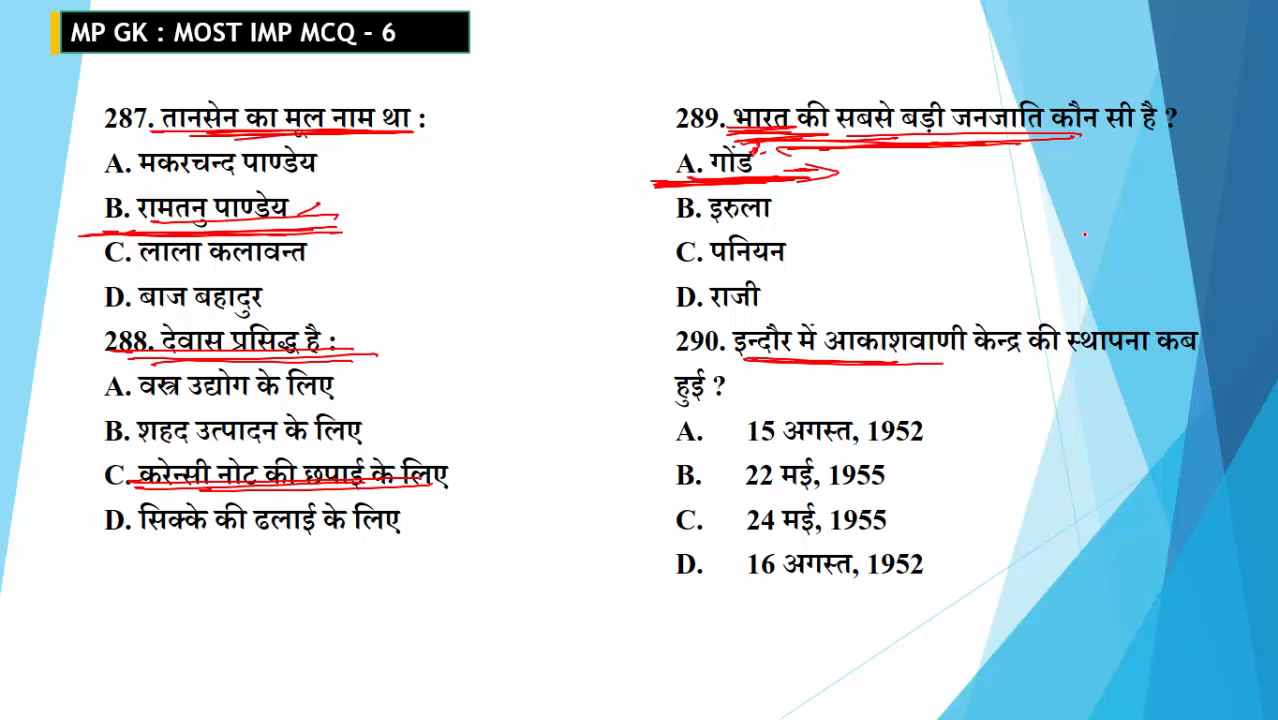 MP GK : MOST IMP MCQ - 6
287. तानसेन का मूल नाम था :
A. मकरचन्द पाण्डेय
B. रामतनु पाण्डेय
C. लाला कलावन्त
D. बाज बहादुर
288. देवास प्रसिद्ध है :
A. वस्त्र उद्योग के लिए
B. शहद उत्पादन के लिए
C. करेन्सी नोट की छपाई के लिए
D. सिक्के की ढलाई के लिए
289. भारत की सबसे बड़ी जनजाति कौन सी है ?
A. गोंड
B. इरुला
C. पनियन
D. राजी
290. इन्दौर में आकाशवाणी केन्द्र की स्थापना कब
हुई ?
A. 15 अगस्त, 1952
B. 22 मई, 1955
C. 24 मई, 1955
D. 16 अगस्त, 1952